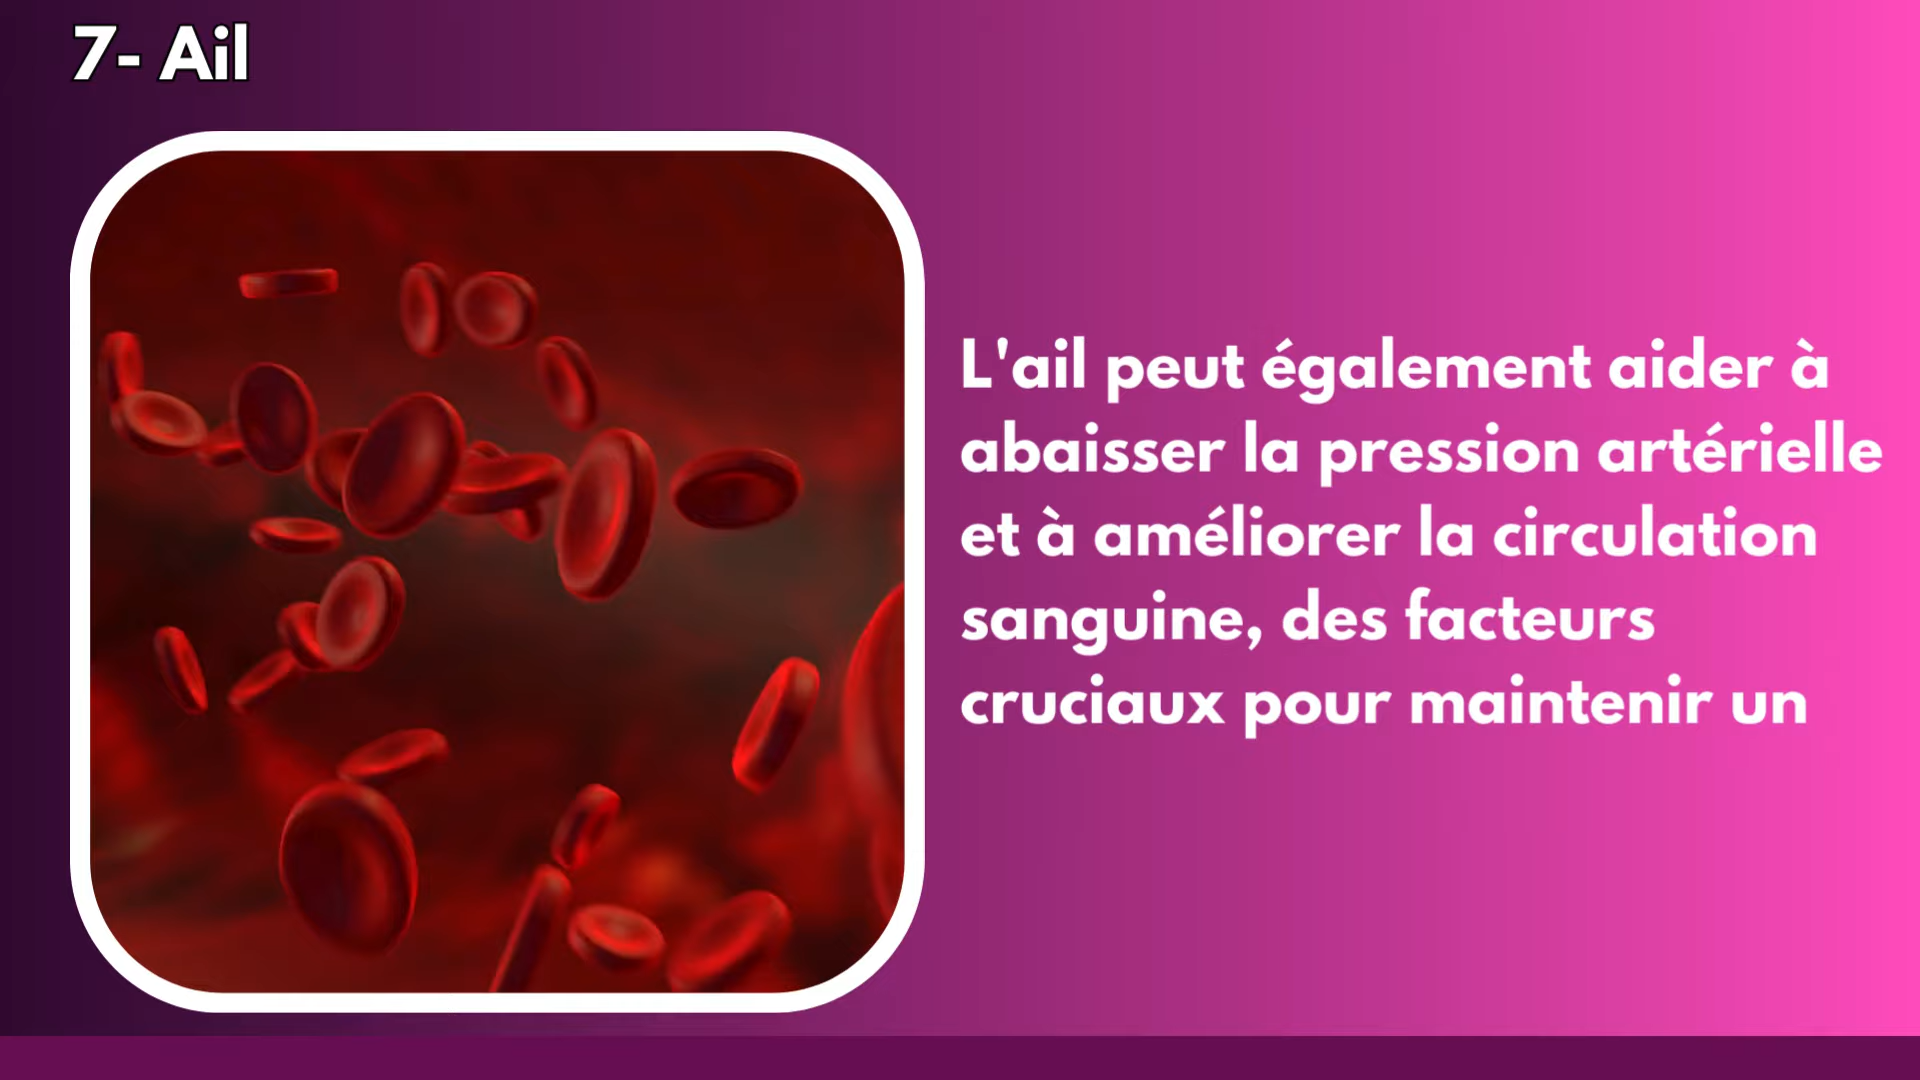 7- Ail
L'ail peut également aider à
abaisser la pression artérielle
et à améliorer la circulation
sanguine, des facteurs
cruciaux pour maintenir un